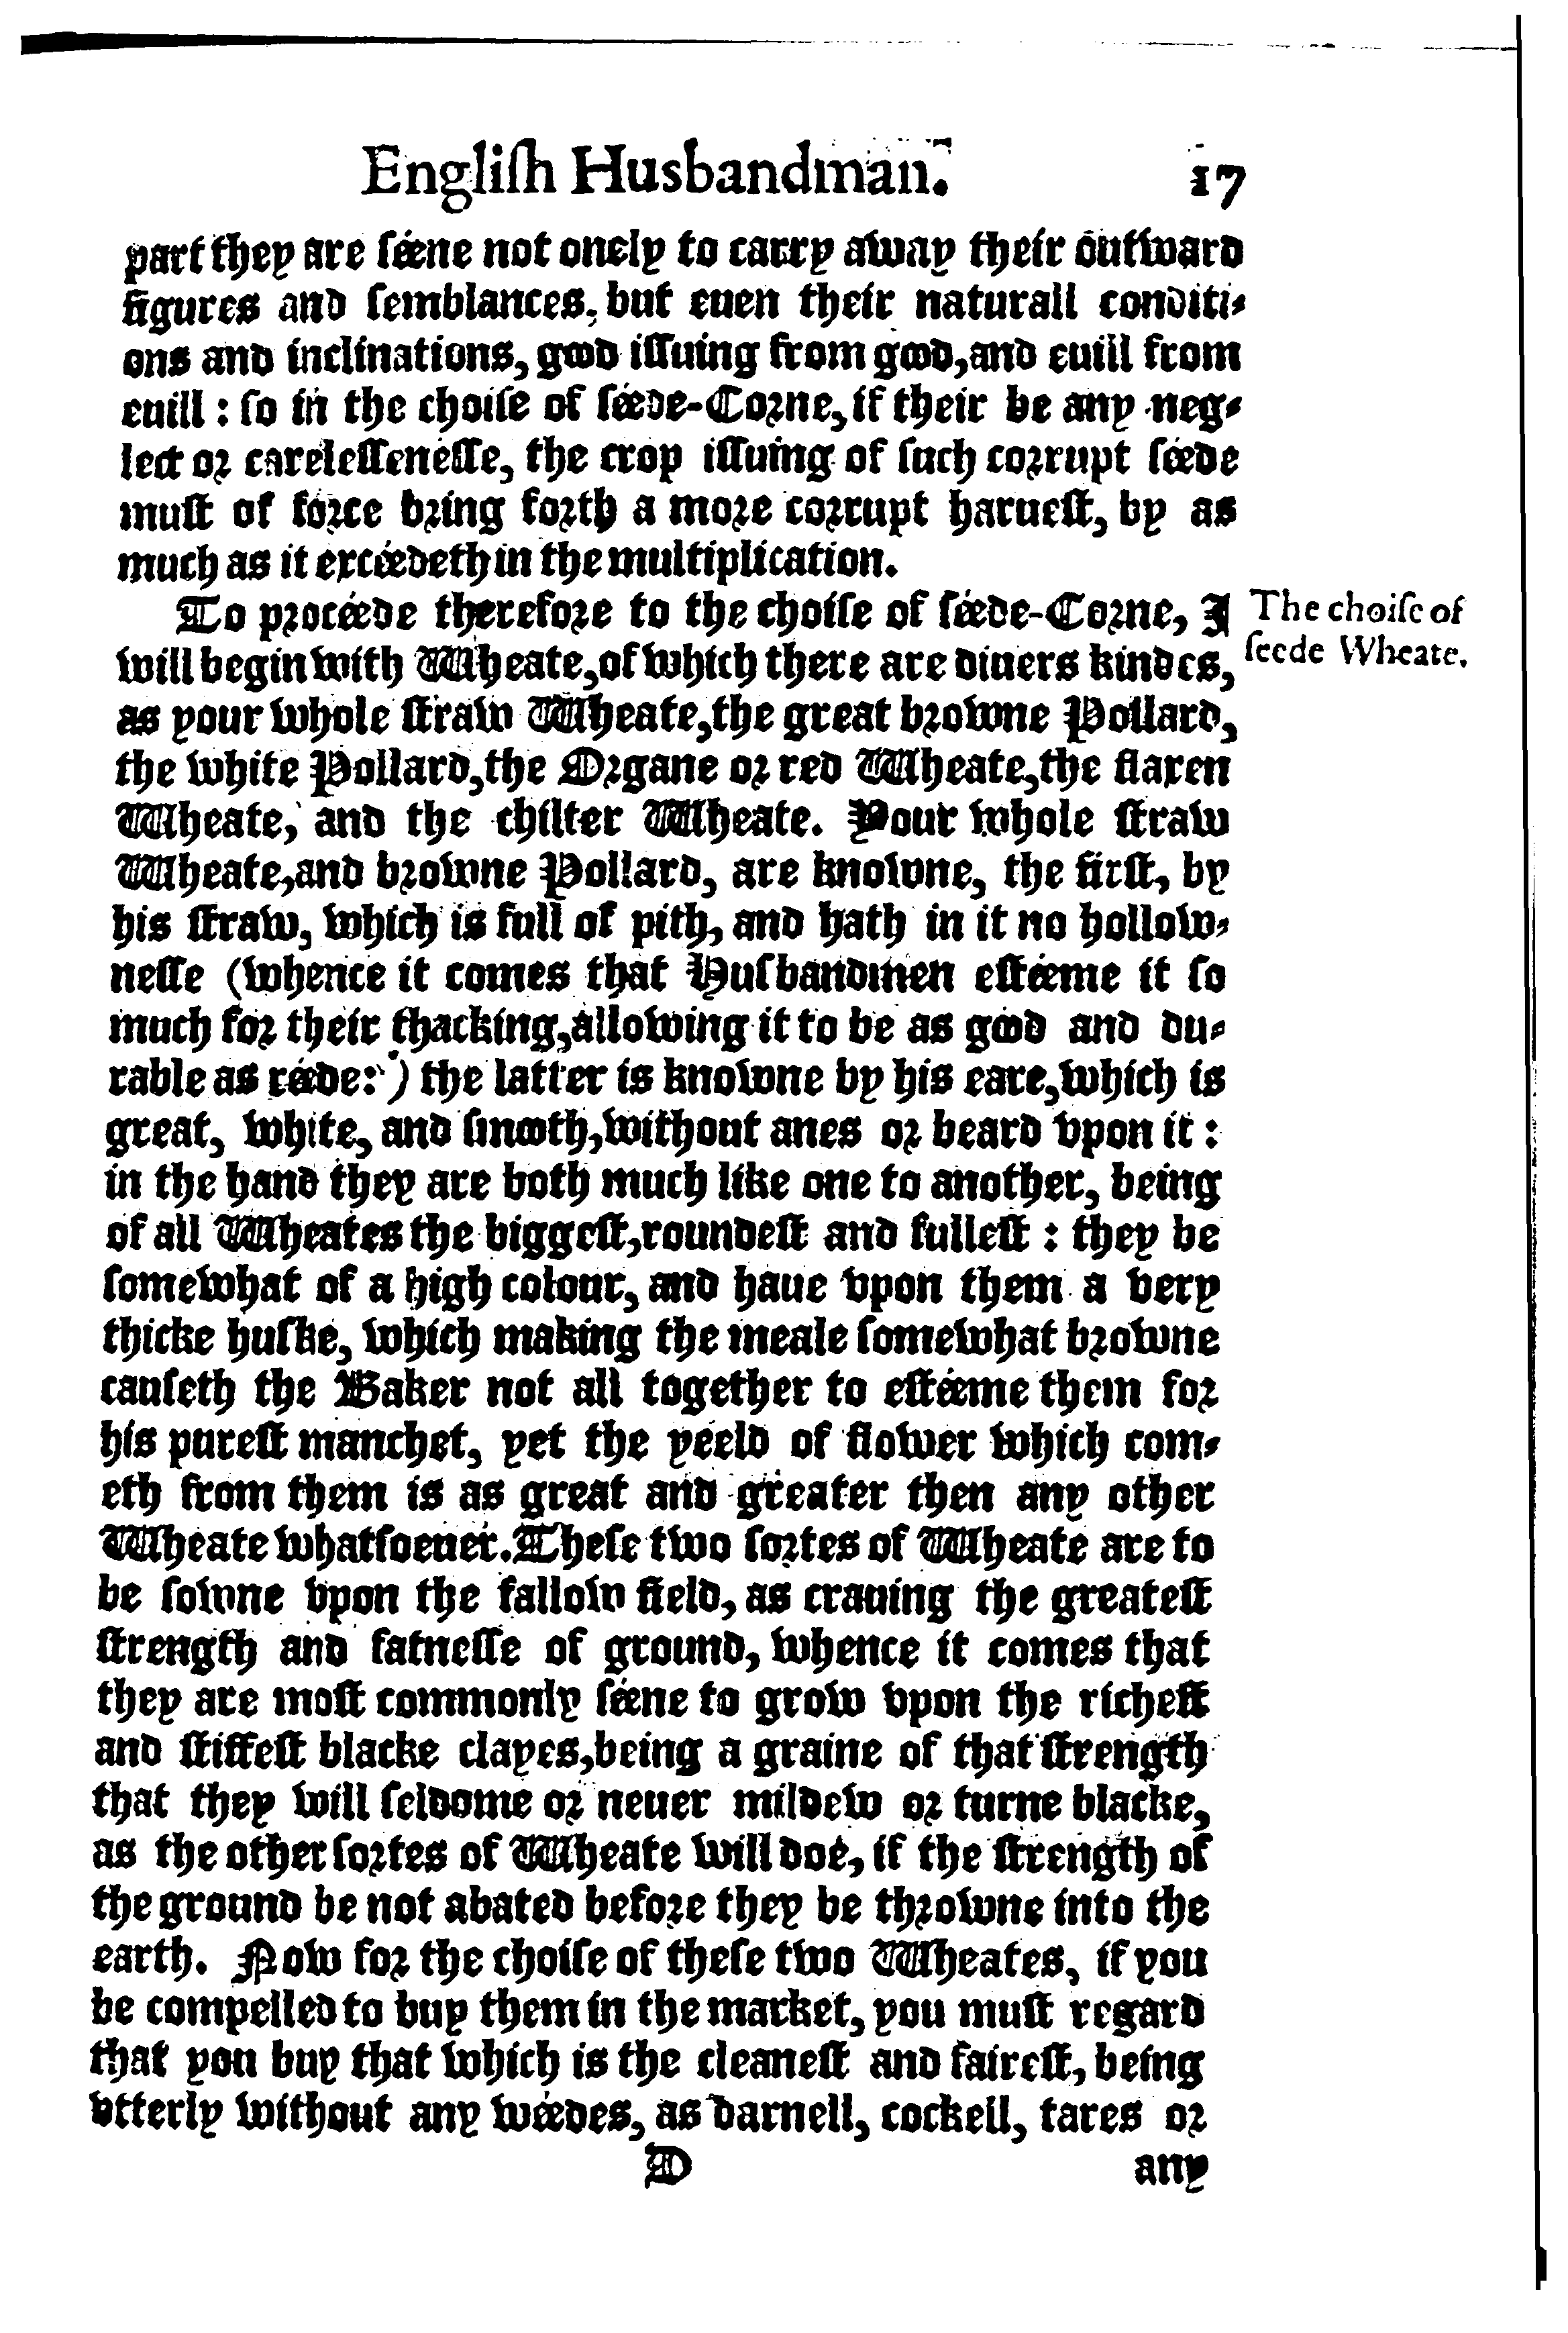 Engliſh Husbandman. 17
part they are ſéene not onely to carry away their outward
figures and ſemblances, but euen their naturall conditi-
ons and inclinations, good iſſuing from good, and euill from
euill : ſo in the choiſe of ſéede-Corne, if their be any neg-
lect or careleſſeneſſe, the crop iſſuing of ſuch corrupt ſéede
muſt of force bring forth a more corrupt harueſt, by as
much as it excéedeth in the multiplication.
To procéede therefore to the choiſe of ſéede-Corne, I
The choiſe of
ſeede Wheate.
will begin with Wheate, of which there are diuers kindes,
as your whole ſtraw Wheate, the great browne Pollard,
the white Pollard, the Organe or red Wheate, the flaxen
Wheate, and the chilter Wheate. Your whole ſtraw
Wheate, and browne Pollard, are knowne, the firſt, by
his ſtraw, which is full of pith, and hath in it no hollow-
neſſe (whence it comes that Huſbandmen eſtéeme it ſo
much for their thacking, allowing it to be as good and du-
rable as réede:) the latter is knowne by his eare, which is
great, white, and ſmooth, without anes or beard vpon it :
in the hand they are both much like one to another, being
of all Wheates the biggeſt, roundeſt and fulleſt : they be
ſomewhat of a high colour, and haue vpon them a very
thicke huſke, which making the meale ſomewhat browne
cauſeth the Baker not all together to eſtéeme them for
his pureſt manchet, yet the yeeld of flower which com-
eth from them is as great and greater then any other
Wheate whatſoeuer. Theſe two ſortes of Wheate are to
be ſowne vpon the fallow field, as crauing the greateſt
ſtrength and fatneſſe of ground, whence it comes that
they are moſt commonly ſéene to grow vpon the richeſt
and ſtiffeſt blacke clayes, being a graine of that ſtrength
that they will ſeldome or neuer mildew or turne blacke,
as the other ſortes of Wheate will doe, if the ſtrength of
the ground be not abated before they be throwne into the
earth. Now for the choiſe of theſe two Wheates, if you
be compelled to buy them in the market, you muſt regard
that you buy that which is the cleaneſt and faireſt, being
vtterly without any wéedes, as darnell, cockell, tares or
D any